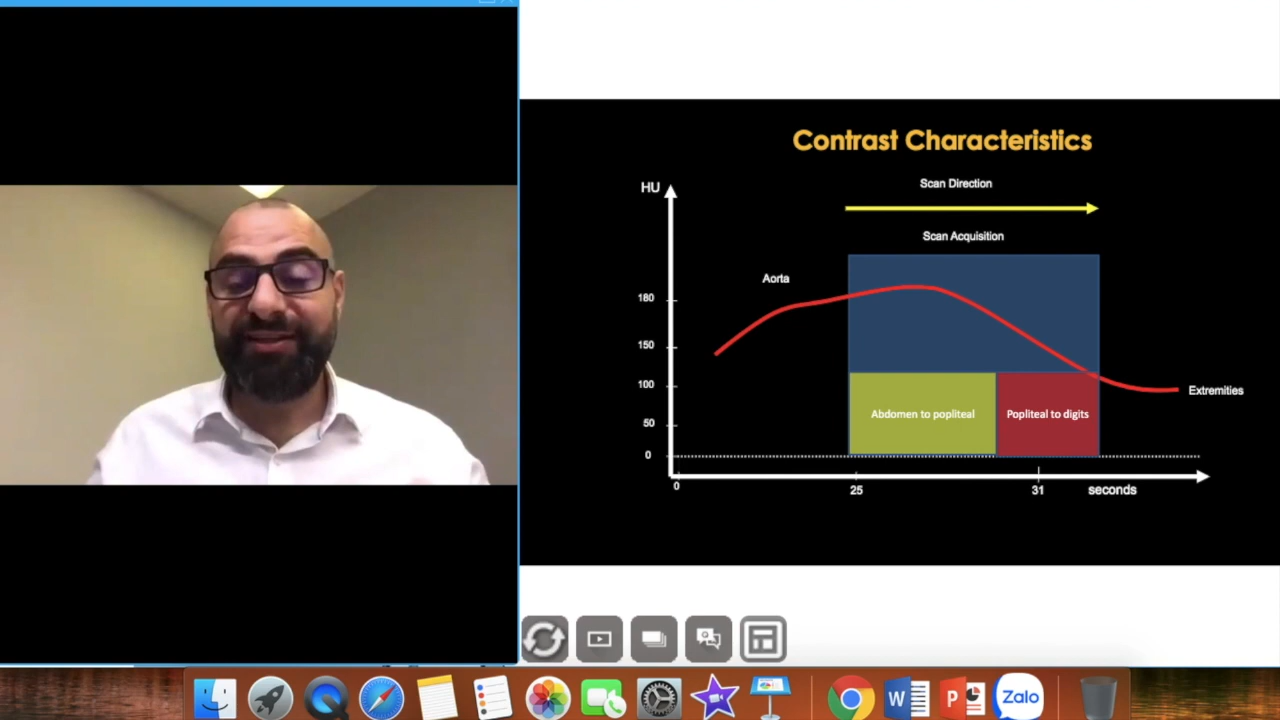 Contrast Characteristics
HU
Scan Direction
Scan Acquisition
Aorta
180
150
100
50
0
Extremities
Abdomen to popliteal
Popliteal to digits
0
25
31
seconds
W
P
Zalo